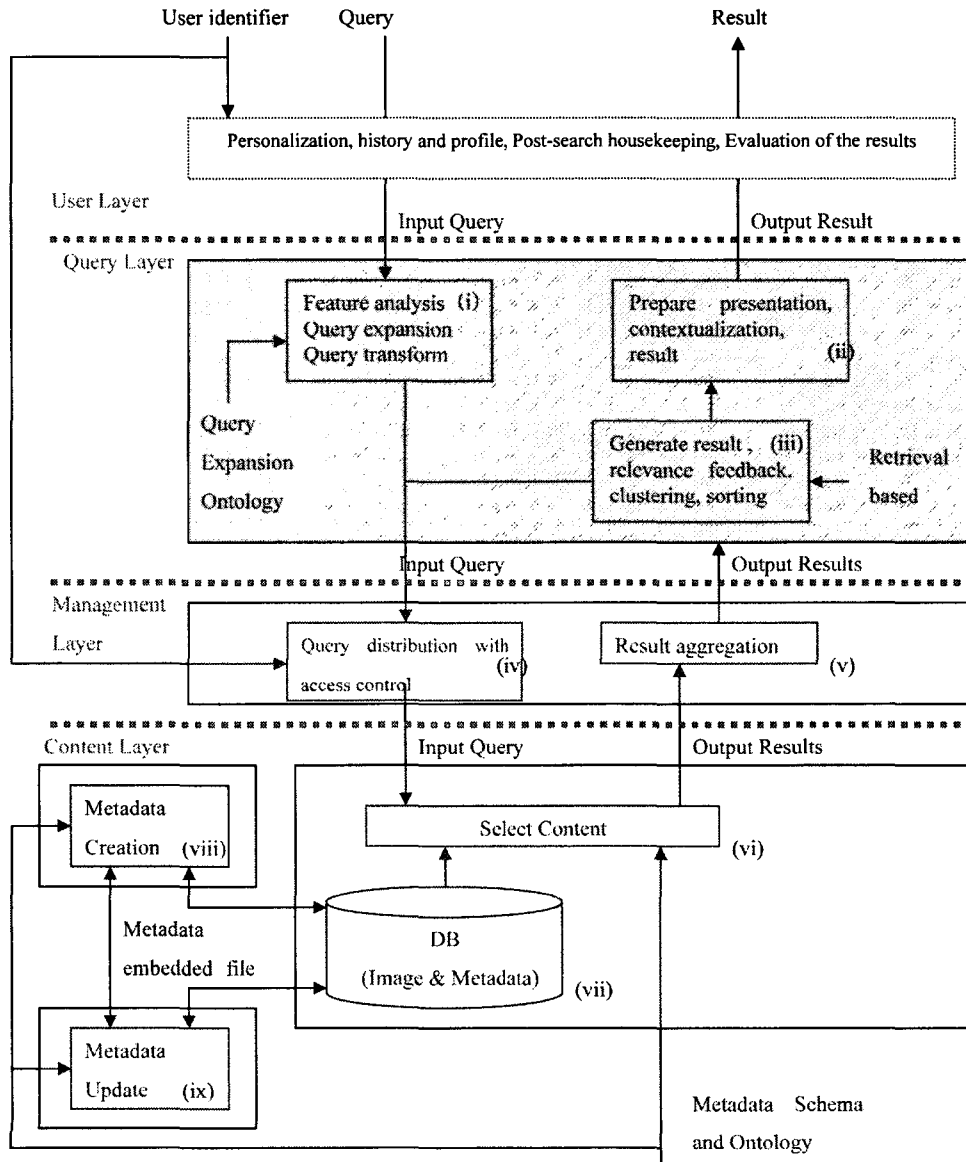 User identifier Query Result
Personalization, history and profile, Post-search housekeeping, Evaluation of the results
User Layer
Input Query Output Result
Query Layer
Feature analysis (i)
Query expansion
Query transform
Prepare presentation,
contextualization,
result (ii)
Query
Expansion
Ontology
Generate result , (iii)
relevance feedback.
clustering, sorting
Retrieval
based
Input Query Output Results
Management
Layer
Query distribution with
access control (iv)
Result aggregation
(v)
Content Layer
Input Query Output Results
Metadata
Creation (viii)
Select Content
(vi)
Metadata
embedded file
DB
(Image & Metadata)
(vii)
Metadata
Update (ix)
Metadata Schema
and Ontology